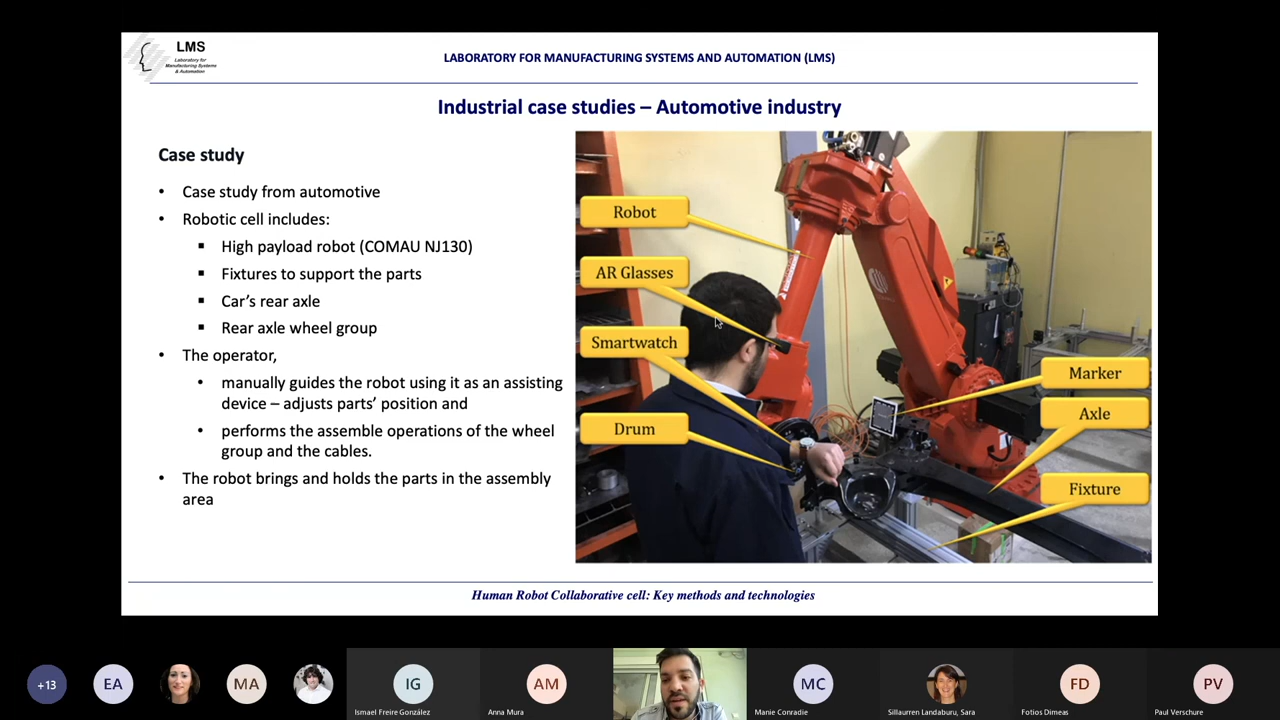 LMS
Laboratory for
Manufacturing Systems
& Automation
LABORATORY FOR MANUFACTURING SYSTEMS AND AUTOMATION (LMS)
Industrial case studies – Automotive industry
Case study
• Case study from automotive
• Robotic cell includes:
▪ High payload robot (COMAU NJ130)
▪ Fixtures to support the parts
▪ Car's rear axle
▪ Rear axle wheel group
• The operator,
• manually guides the robot using it as an assisting
device – adjusts parts' position and
• performs the assemble operations of the wheel
group and the cables.
• The robot brings and holds the parts in the assembly
area
Robot
AR Glasses
Smartwatch
Drum
Marker
Axle
Fixture
Human Robot Collaborative cell: Key methods and technologies
+13
EA
MA
IG
Ismael Freire González
AM
Anna Mura
MC
Manie Conradie
Sillaurren Landaburu, Sara
FD
Fotios Dimeas
PV
Paul Verschure